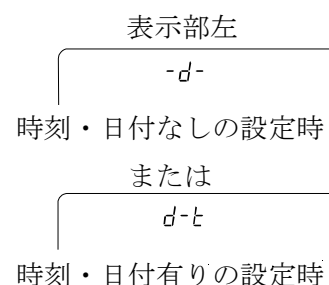 表示部左
-d-
時刻・日付なしの設定時
または
d-t
時刻・日付有りの設定時